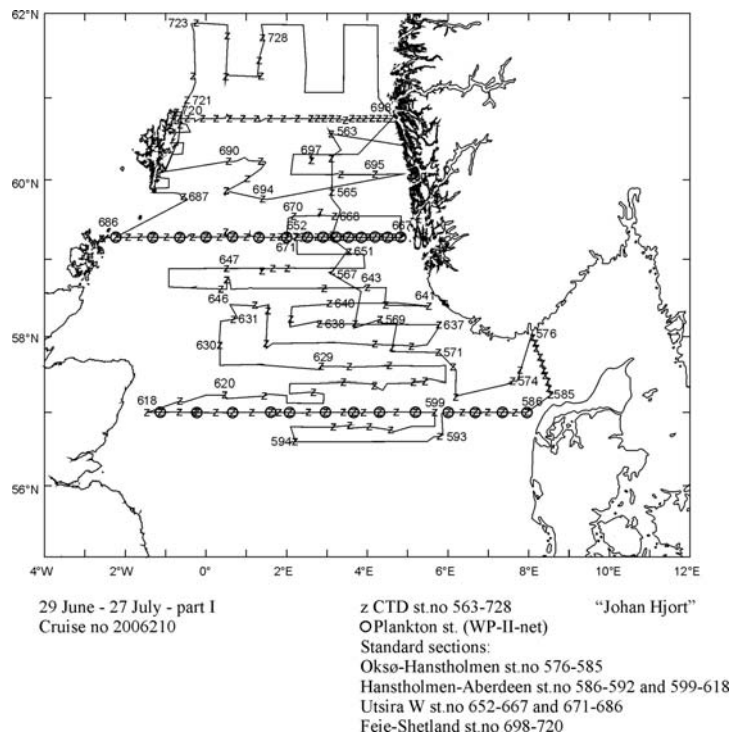 62°N
723
728
721
720
698
563
690
697
695
60°N
687
694
565
670
686
652
668
667
671
651
647
567
643
646
640
641
631
638
569
637
58°N
576
630
571
629
574
620
585
618
599
586
594
593
56°N
4°W
2°W
0°
2°E
4°E
6°E
8°E
10°E
12°E
29 June - 27 July - part I
z CTD st.no 563-728
"Johan Hjort"
Cruise no 2006210
O Plankton st. (WP-II-net)
Standard sections:
Oksø-Hanstholmen st.no 576-585
Hanstholmen-Aberdeen st.no 586-592 and 599-618
Utsira W st.no 652-667 and 671-686
Feie-Shetland st.no 698-720